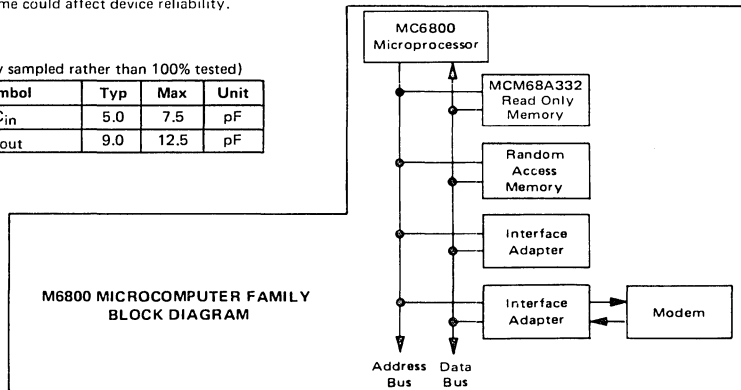 me could affect device reliability.
y sampled rather than 100% tested)
mbol Typ Max Unit
Cin 5.0 7.5 pF
out 9.0 12.5 pF
MC6800
Microprocessor
MCM68A332
Read Only
Memory
Random
Access
Memory
Interface
Adapter
Interface
Adapter
Modem
M6800 MICROCOMPUTER FAMILY
BLOCK DIAGRAM
Address
Bus
Data
Bus